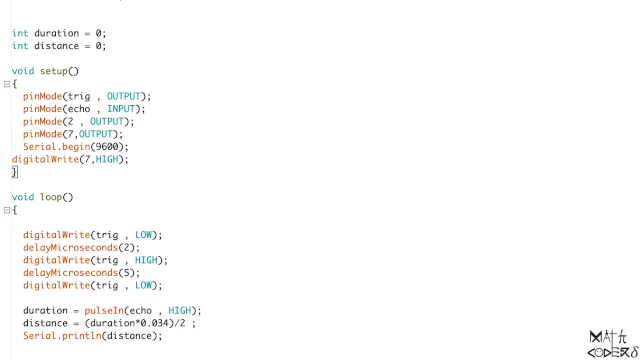 int duration = 0;
int distance = 0;
void setup()
{
pinMode(trig , OUTPUT);
pinMode(echo , INPUT);
pinMode(2 , OUTPUT);
pinMode(7,OUTPUT);
Serial.begin(9600);
digitalWrite(7,HIGH);
}
void loop()
{
digitalWrite(trig , LOW);
delayMicroseconds(2);
digitalWrite(trig , HIGH);
delayMicroseconds(5);
digitalWrite(trig , LOW);
duration = pulseIn(echo , HIGH);
distance = (duration*0.034)/2 ;
Serial.println(distance);
MATH
CODERS